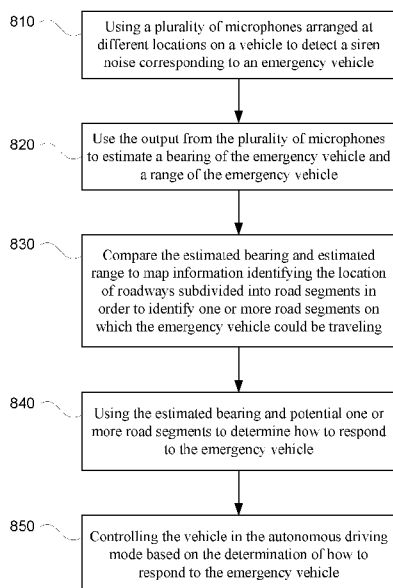 810
Using a plurality of microphones arranged at
different locations on a vehicle to detect a siren
noise corresponding to an emergency vehicle
820
Use the output from the plurality of microphones
to estimate a bearing of the emergency vehicle and
a range of the emergency vehicle
830
Compare the estimated bearing and estimated
range to map information identifying the location
of roadways subdivided into road segments in
order to identify one or more road segments on
which the emergency vehicle could be traveling
840
Using the estimated bearing and potential one or
more road segments to determine how to respond
to the emergency vehicle
850
Controlling the vehicle in the autonomous driving
mode based on the determination of how to
respond to the emergency vehicle